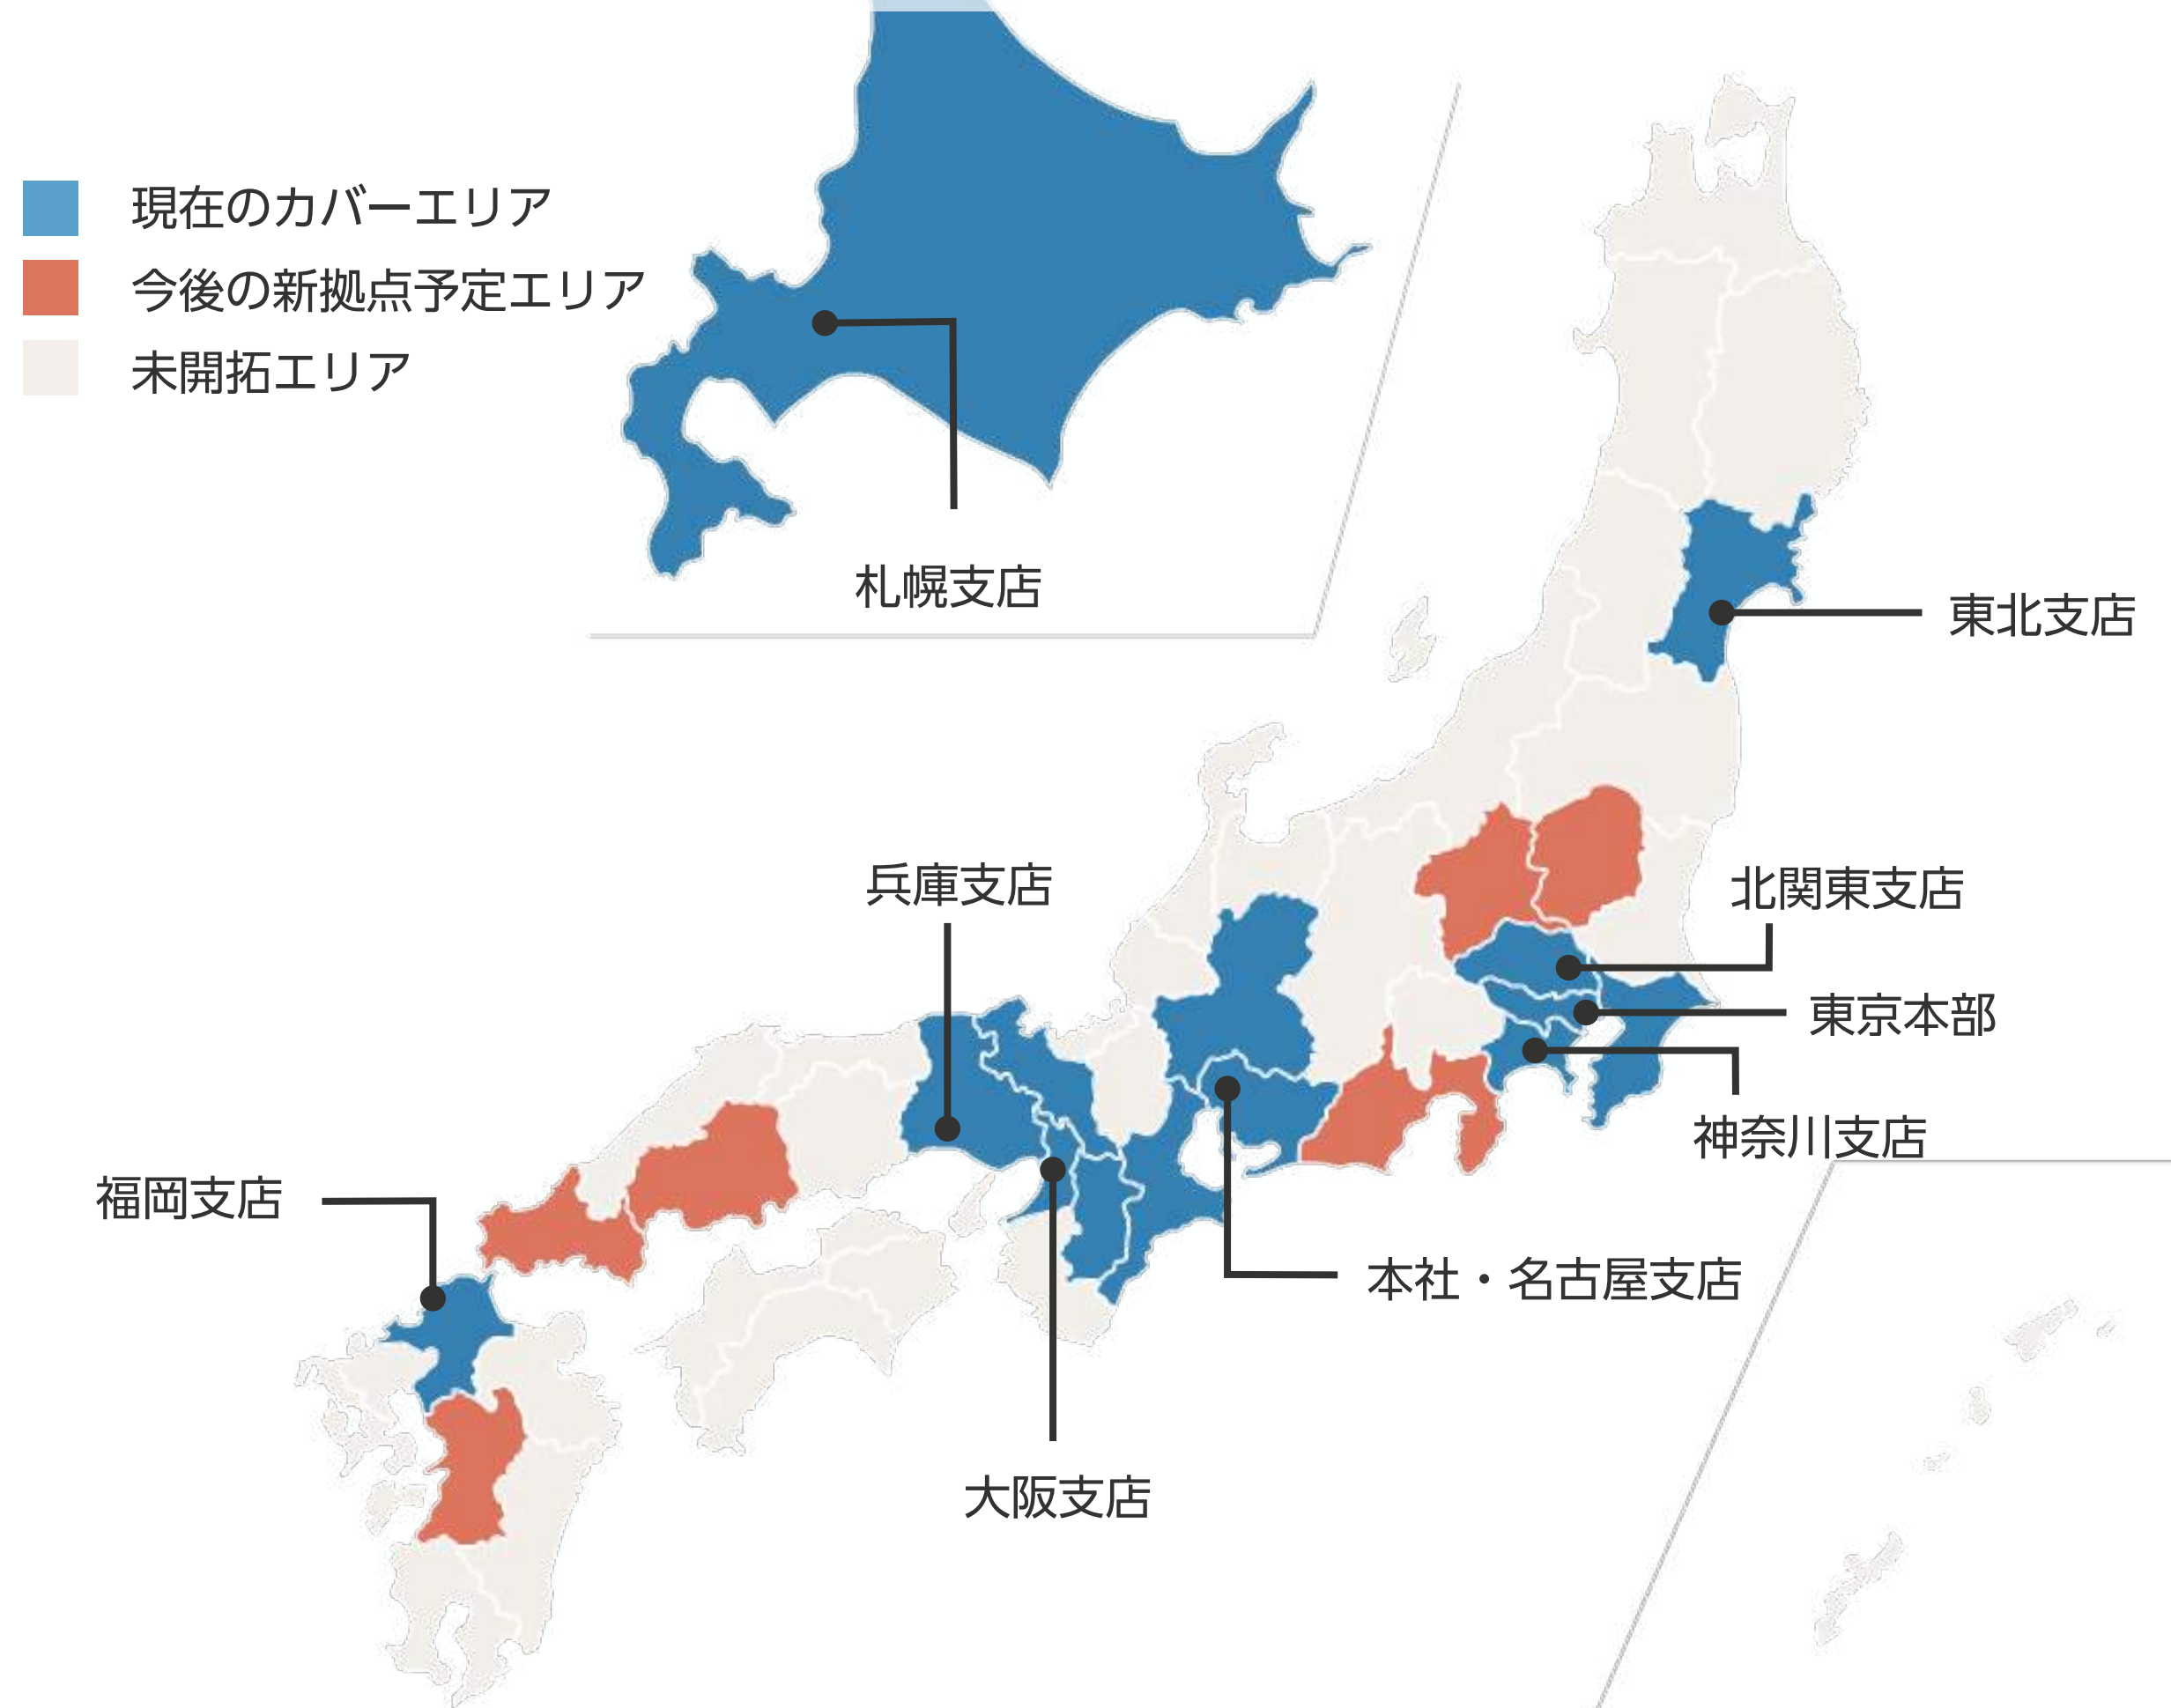 現在のカバーエリア
今後の新拠点予定エリア
未開拓エリア
札幌支店
東北支店
兵庫支店
北関東支店
東京本部
神奈川支店
福岡支店
本社・名古屋支店
大阪支店